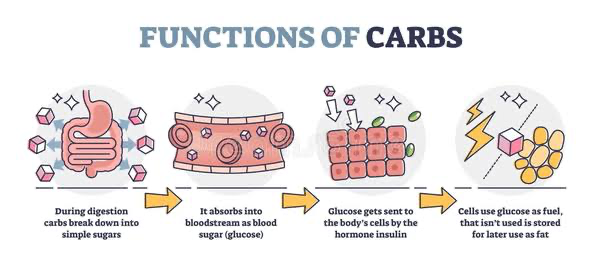 FUNCTIONS OF CARBS
During digestion
carbs break down into
simple sugars
It absorbs into
bloodstream as blood
sugar (glucose)
Glucose gets sent to
the body's cells by the
hormone insulin
Cells use glucose as fuel,
that isn't used is stored
for later use as fat